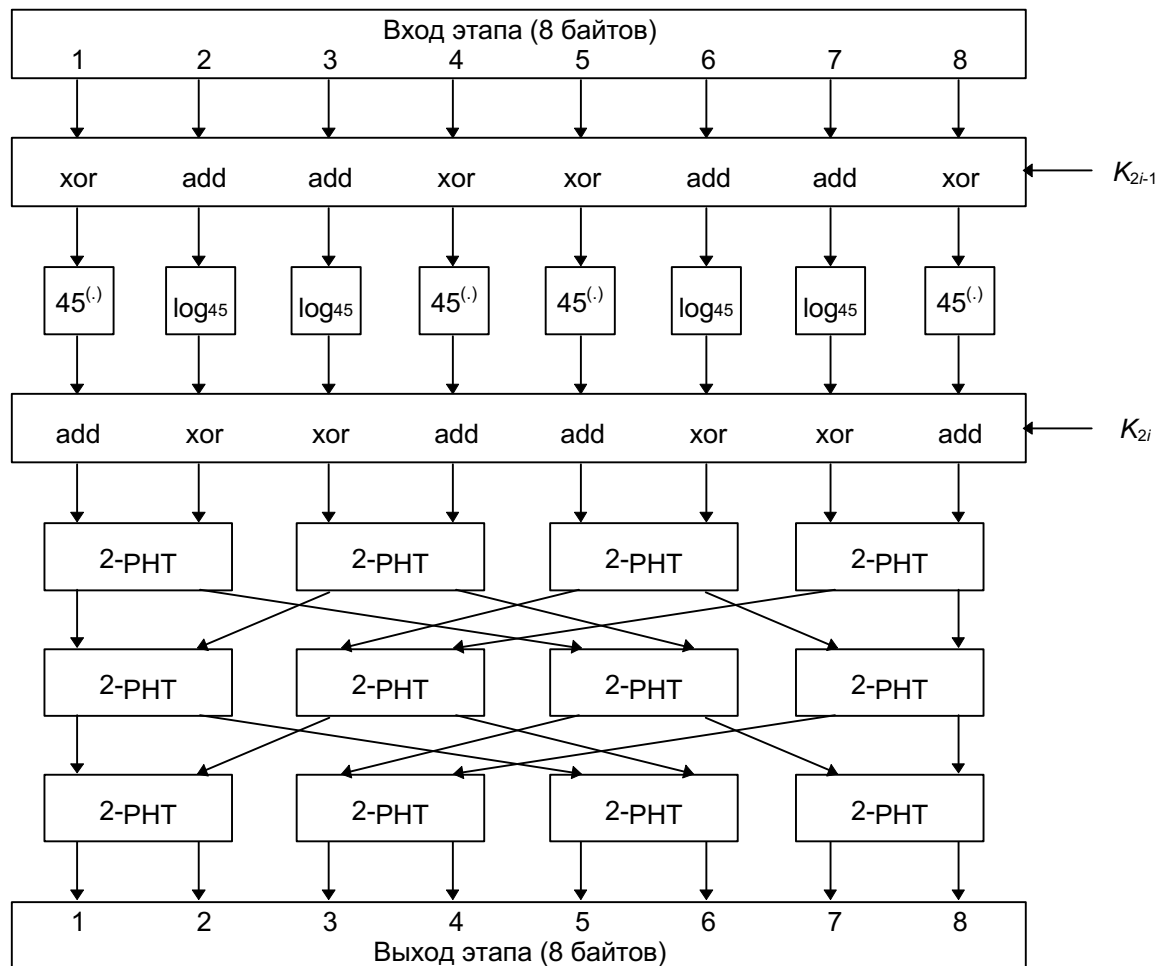 Вход этапа (8 байтов)
1 2 3 4 5 6 7 8
xor add add xor xor add add xor
K2i-1
45(.) log45 log45 45(.) 45(.) log45 log45 45(.)
add xor xor add add xor xor add
K2i
2-PHT 2-PHT 2-PHT 2-PHT
2-PHT 2-PHT 2-PHT 2-PHT
2-PHT 2-PHT 2-PHT 2-PHT
1 2 3 4 5 6 7 8
Выход этапа (8 байтов)